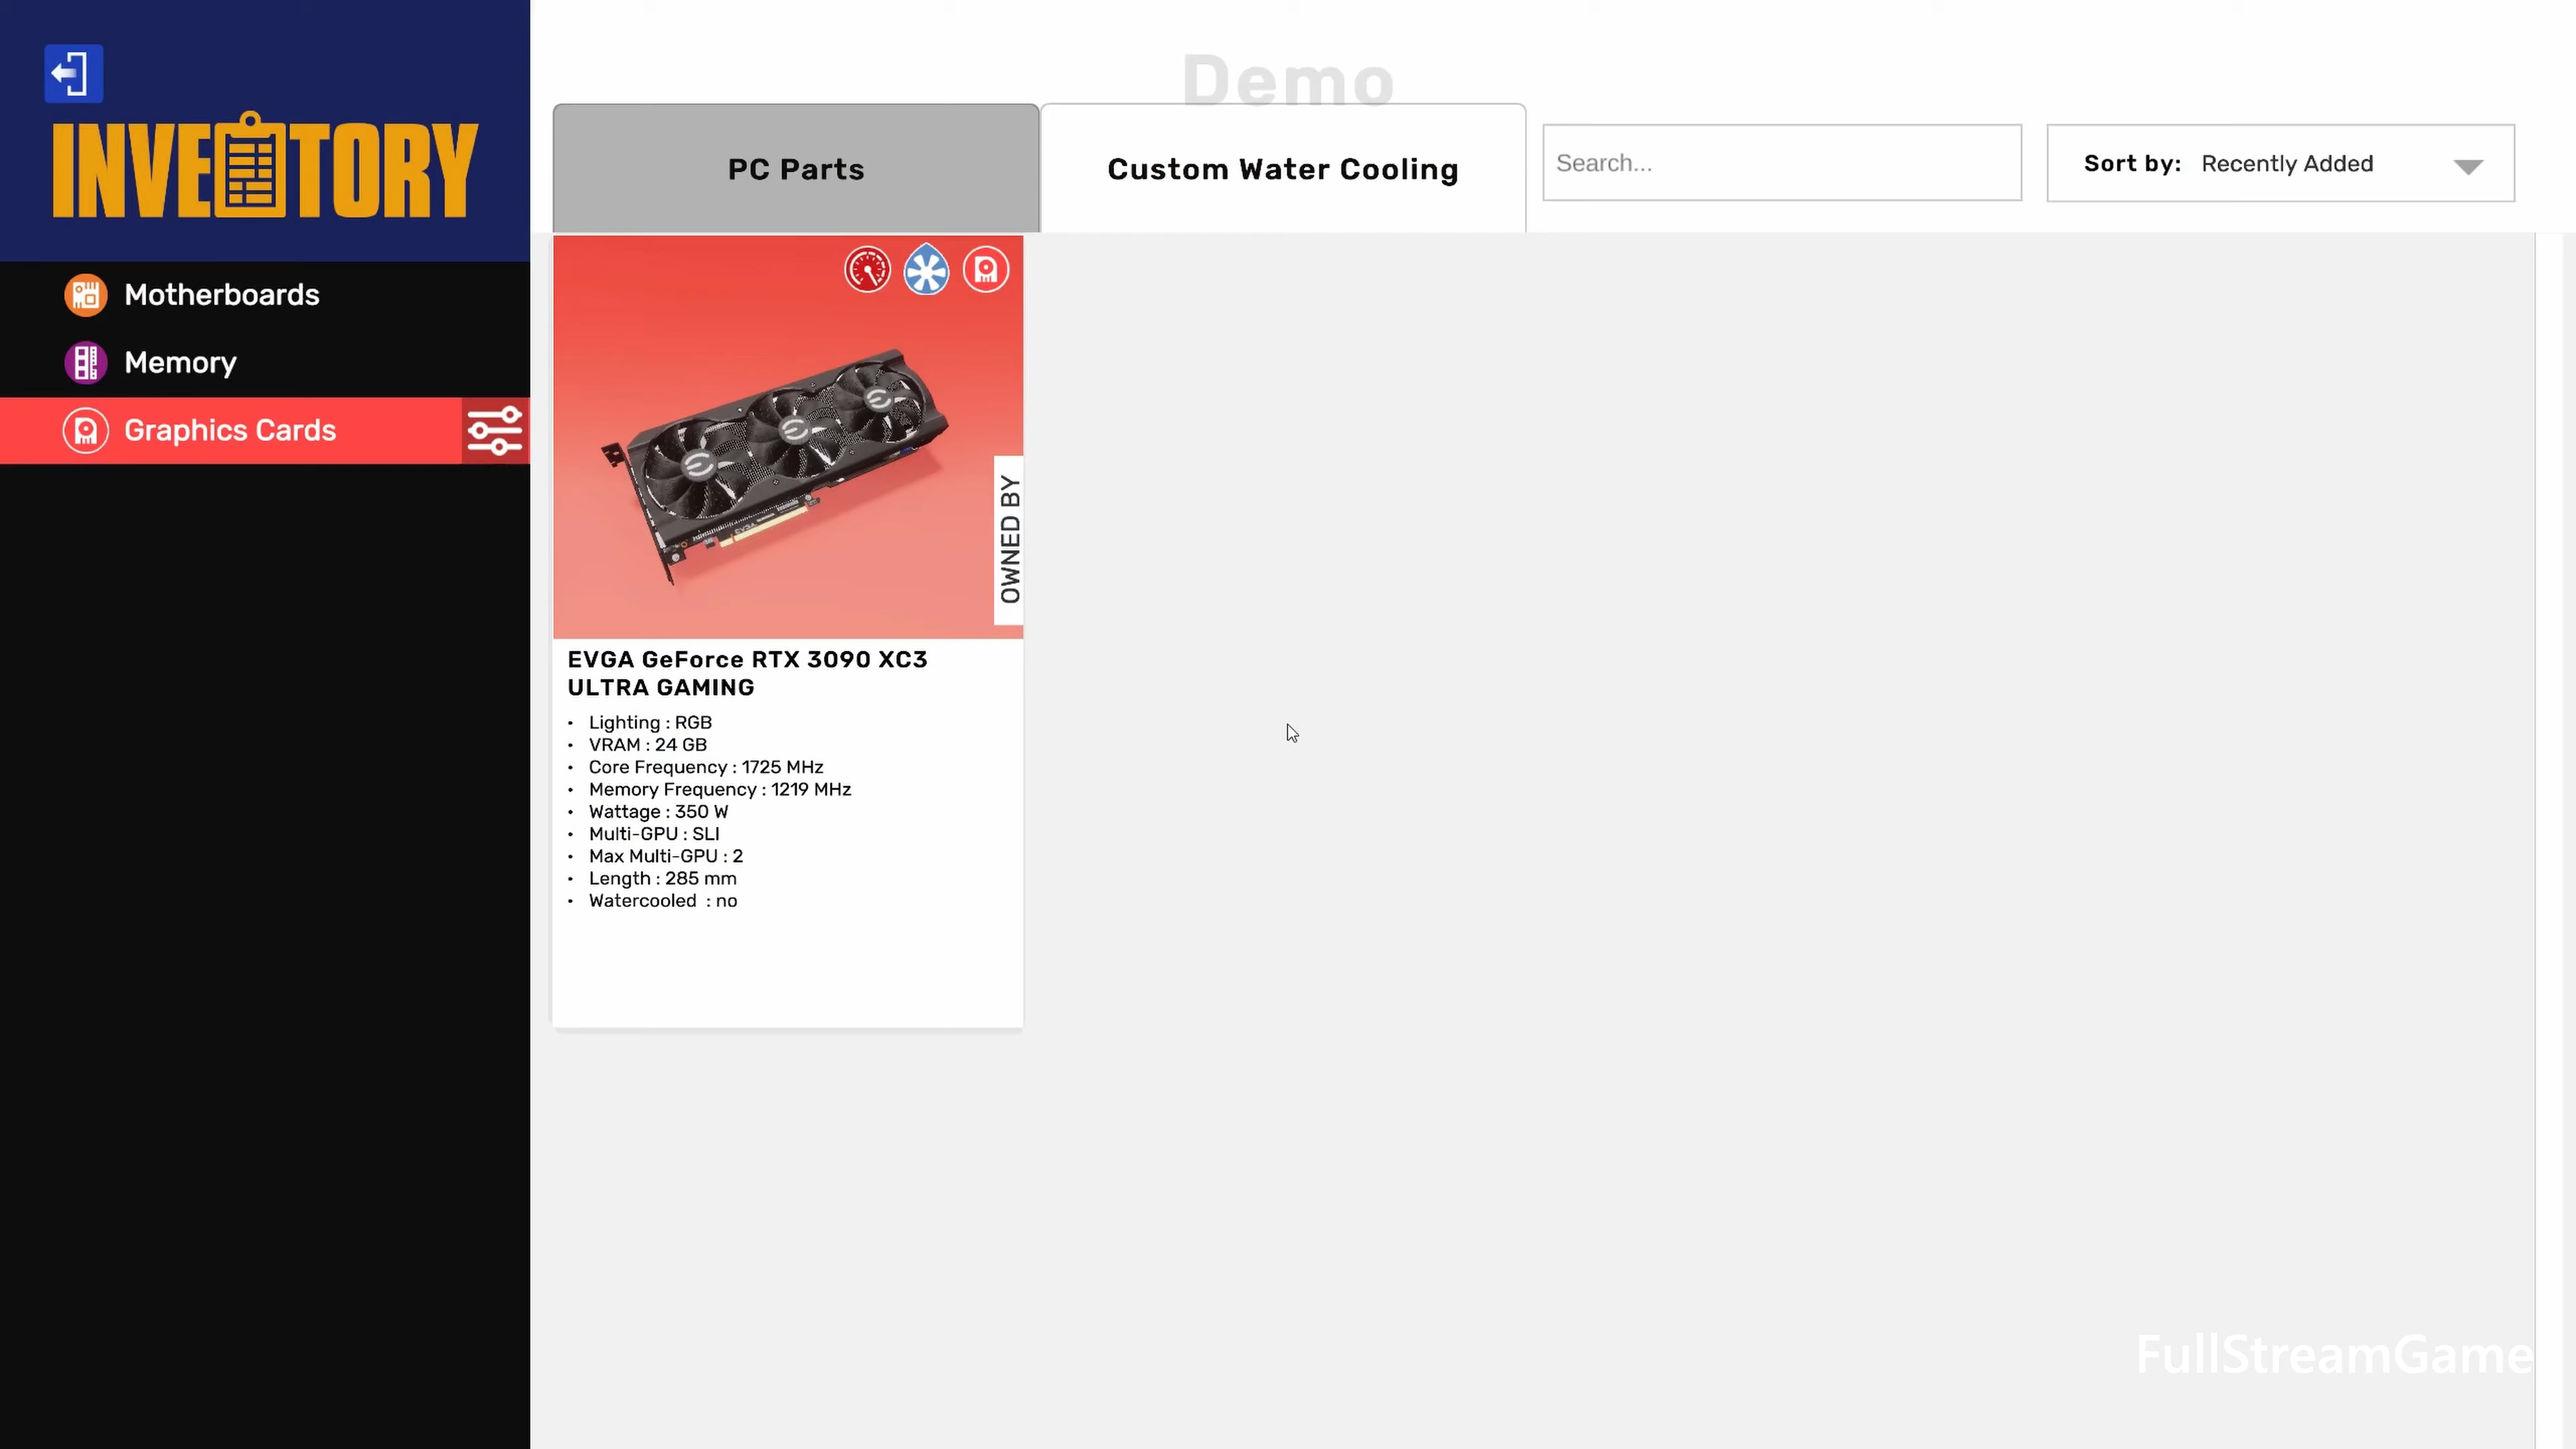 Demo
INVENTORY
PC Parts
Custom Water Cooling
Search...
Sort by: Recently Added
Motherboards
Memory
Graphics Cards
OWNED BY
EVGA GeForce RTX 3090 XC3
ULTRA GAMING
• Lighting : RGB
• VRAM : 24 GB
• Core Frequency : 1725 MHz
• Memory Frequency : 1219 MHz
• Wattage : 350 W
• Multi-GPU : SLI
• Max Multi-GPU : 2
• Length : 285 mm
• Watercooled : no
FullStreamGame